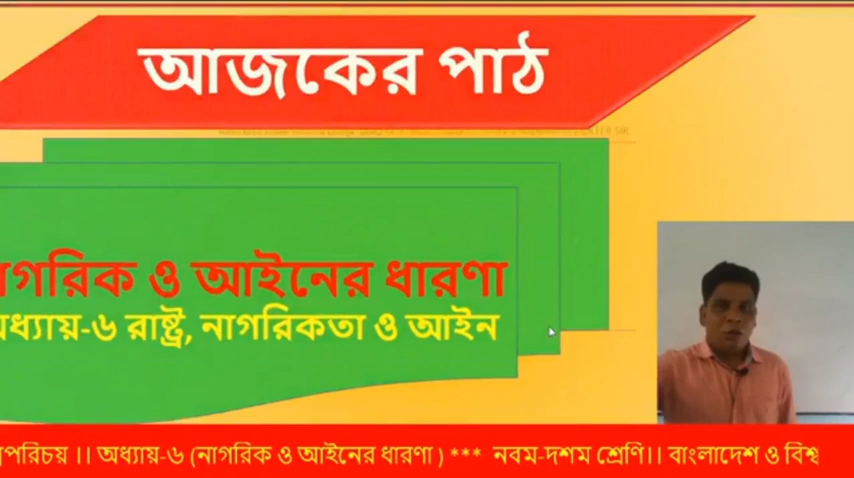 আজকের পাঠ
নাগরিক ও আইনের ধারণা
অধ্যায়-৬ রাষ্ট্র, নাগরিকতা ও আইন
পরিচয় ।। অধ্যায়-৬ (নাগরিক ও আইনের ধারণা ) *** নবম-দশম শ্রেণি।। বাংলাদেশ ও বিশ্ব